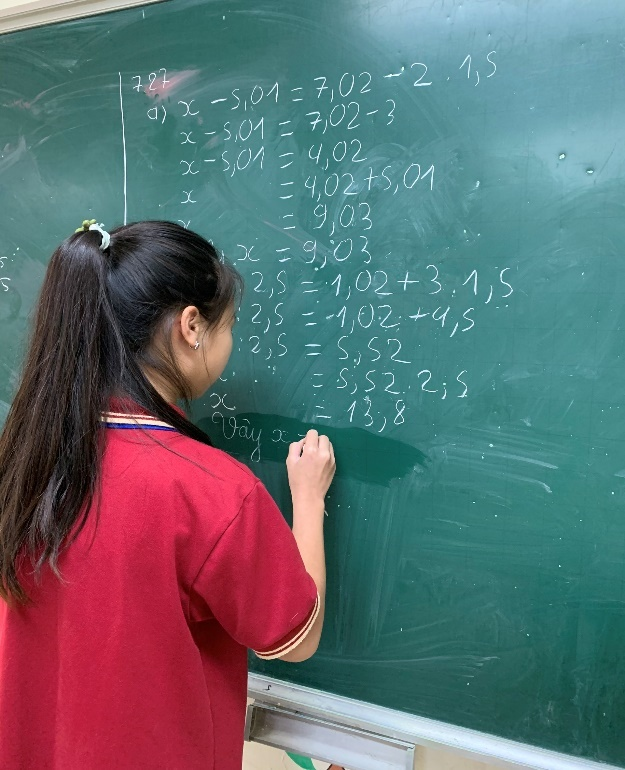 7.27
a) x - 5,01 = 7,02 - 2 . 1,5
x - 5,01 = 7,02 - 3
x - 5,01 = 4,02
x = 4,02 + 5,01
x = 9,03
x = 9,03
: 2,5 = 1,02 + 3 . 1,5
: 2,5 = 1,02 + 4,5
: 2,5 = 5,52
= 5,52 . 2,5
x = 13,8
Vậy x =